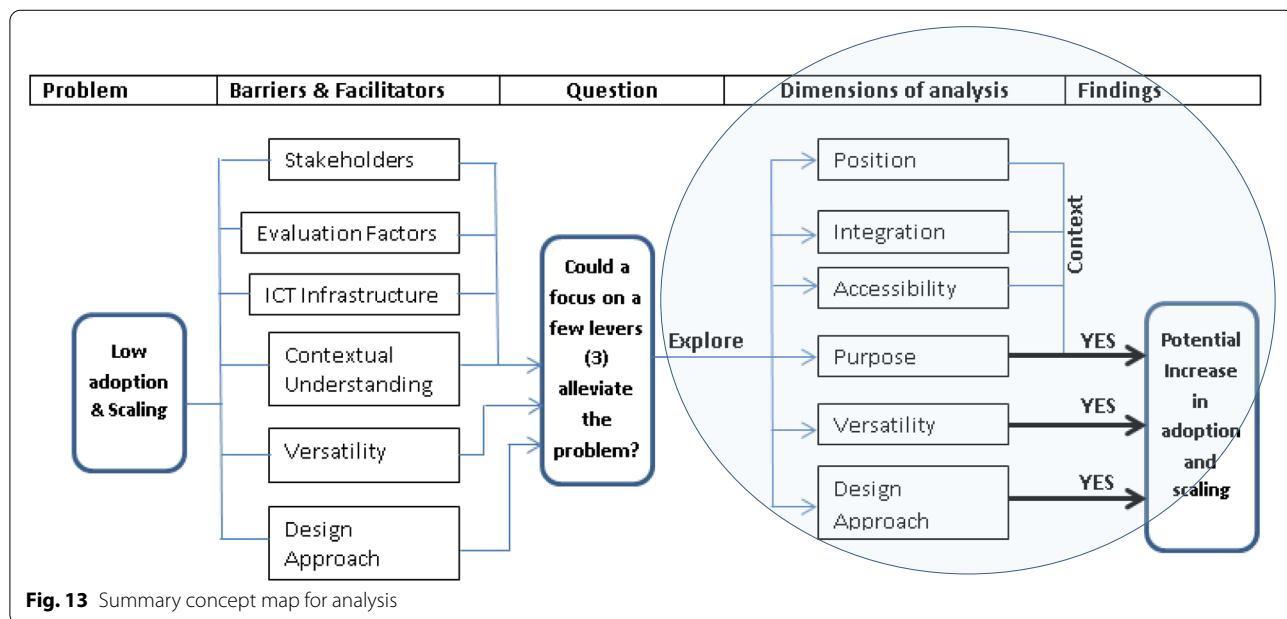 Problem Barriers & Facilitators Question Dimensions of analysis Findings
Low
adoption
& Scaling
Stakeholders
Evaluation Factors
ICT Infrastructure
Contextual
Understanding
Versatility
Design
Approach
Could a
focus on a
few levers
(3)
alleviate
the
problem?
Explore
Position
Integration
Accessibility
Purpose
Versatility
Design
Approach
Context
YES
YES
YES
Potential
Increase
in
adoption
and
scaling
Fig. 13 Summary concept map for analysis